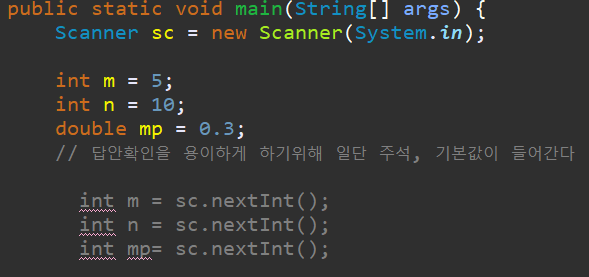 public static void main(String[] args) {
Scanner sc = new Scanner(System.in);
int m = 5;
int n = 10;
double mp = 0.3;
// 답안확인을 용이하게 하기위해 일단 주석, 기본값이 들어간다
int m = sc.nextInt();
int n = sc.nextInt();
int mp= sc.nextInt();